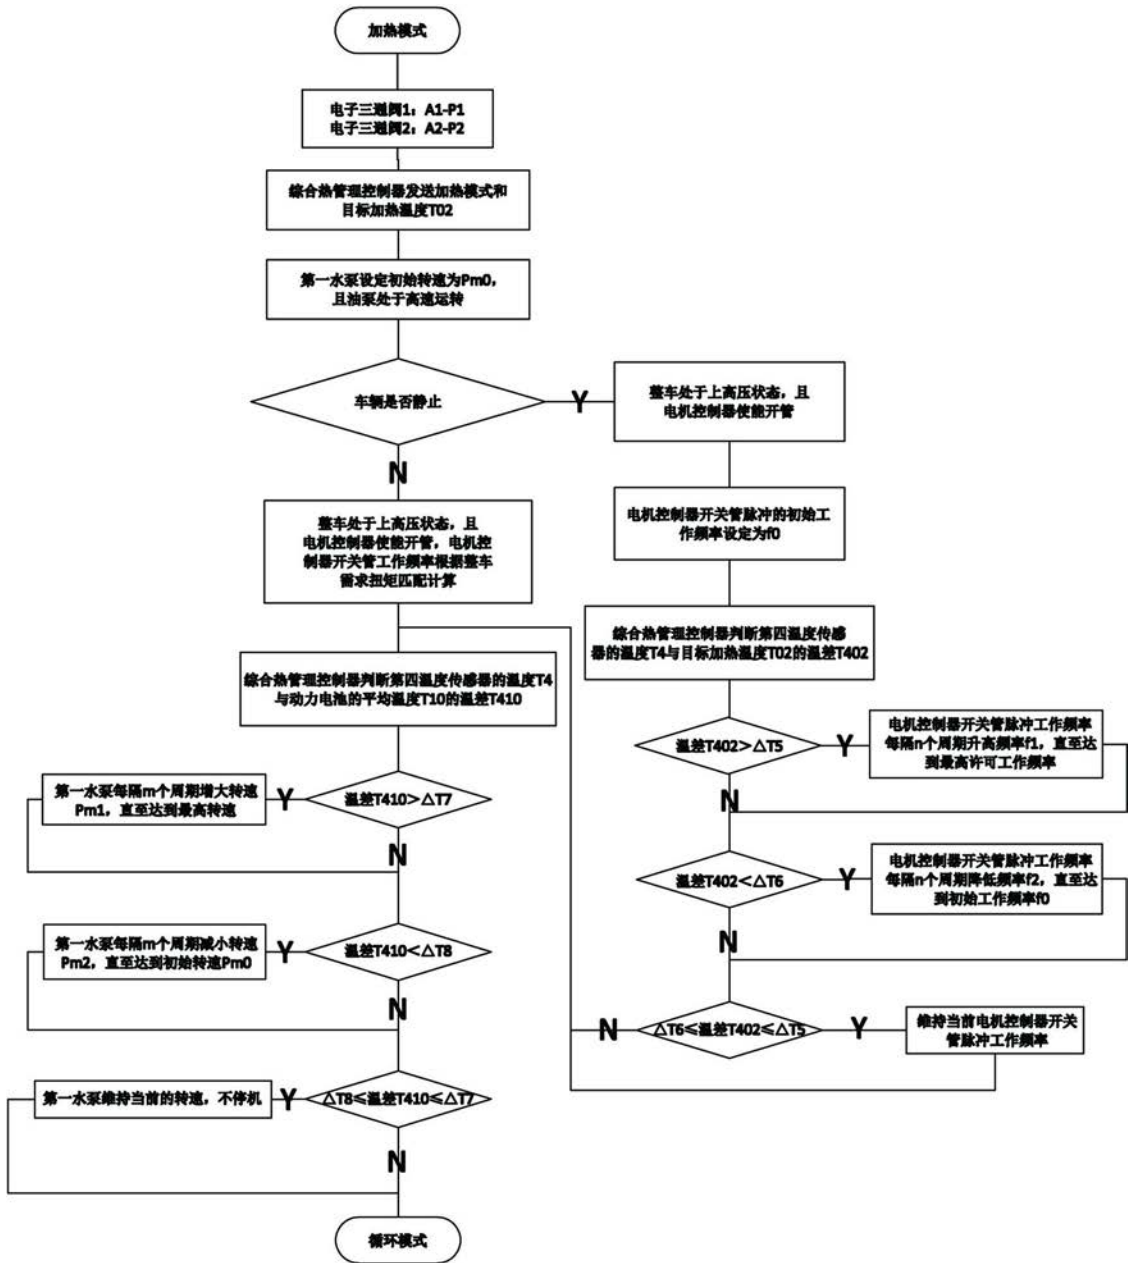 加热模式
电子三通阀1：A1-P1
电子三通阀2：A2-P2
综合热管理控制器发送加热模式和
目标加热温度T02
第一水泵设定初始转速为Pm0，
且油泵处于高速运转
车辆是否静止
Y
整车处于上高压状态，且
电机控制器使能开管
N
整车处于上高压状态，且
电机控制器使能开管，电机控
制器开关管工作频率根据整车
需求扭矩匹配计算
电机控制器开关管脉冲的初始工
作频率设定为f0
综合热管理控制器判断第四温度传感
器的温度T4与目标加热温度T02的温差T402
综合热管理控制器判断第四温度传感器的温度T4
与动力电池的平均温度T10的温差T410
温差T402＞△T5
Y
电机控制器开关管脉冲工作频率
每隔n个周期升高频率f1，直至达
到最高许可工作频率
N
第一水泵每隔m个周期增大转速
Pm1，直至达到最高转速
Y
温差T410＞△T7
N
温差T402＜△T6
Y
电机控制器开关管脉冲工作频率
每隔n个周期降低频率f2，直至达
到初始工作频率f0
N
第一水泵每隔m个周期减小转速
Pm2，直至达到初始转速Pm0
Y
温差T410＜△T8
N
N
△T6≤温差T402≤△T5
Y
维持当前电机控制器开关
管脉冲工作频率
第一水泵维持当前的转速，不停机
Y
△T8≤温差T410≤△T7
N
循环模式